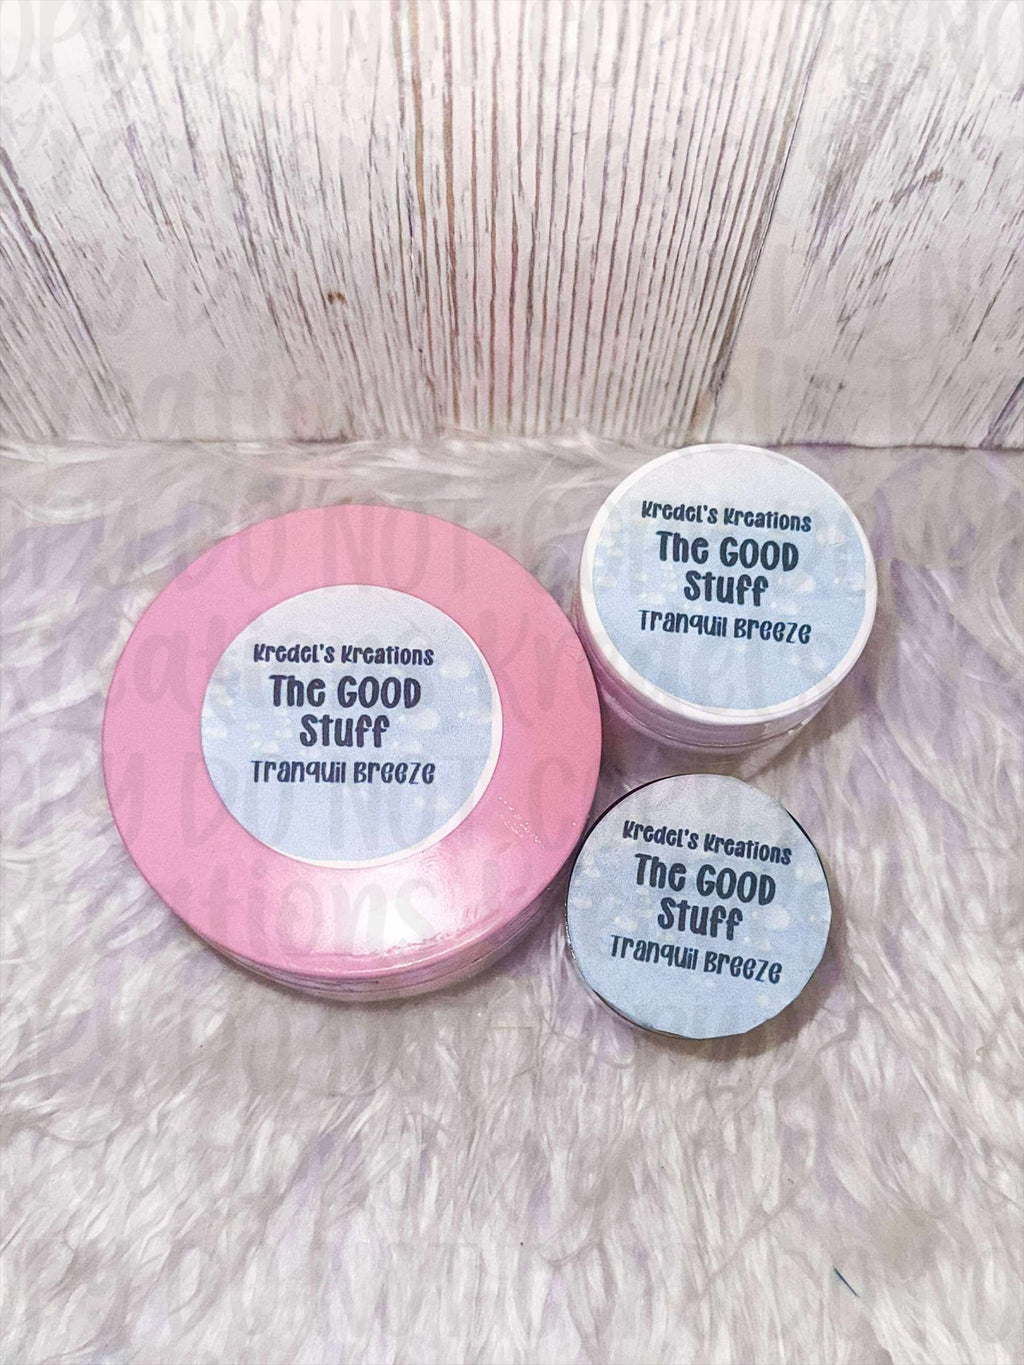 Kredel's Kreations
The GOOD
Stuff
Tranquil Breeze
Kredel's Kreations
The GOOD
Stuff
Tranquil Breeze
Kredel's Kreations
The GOOD
Stuff
Tranquil Breeze